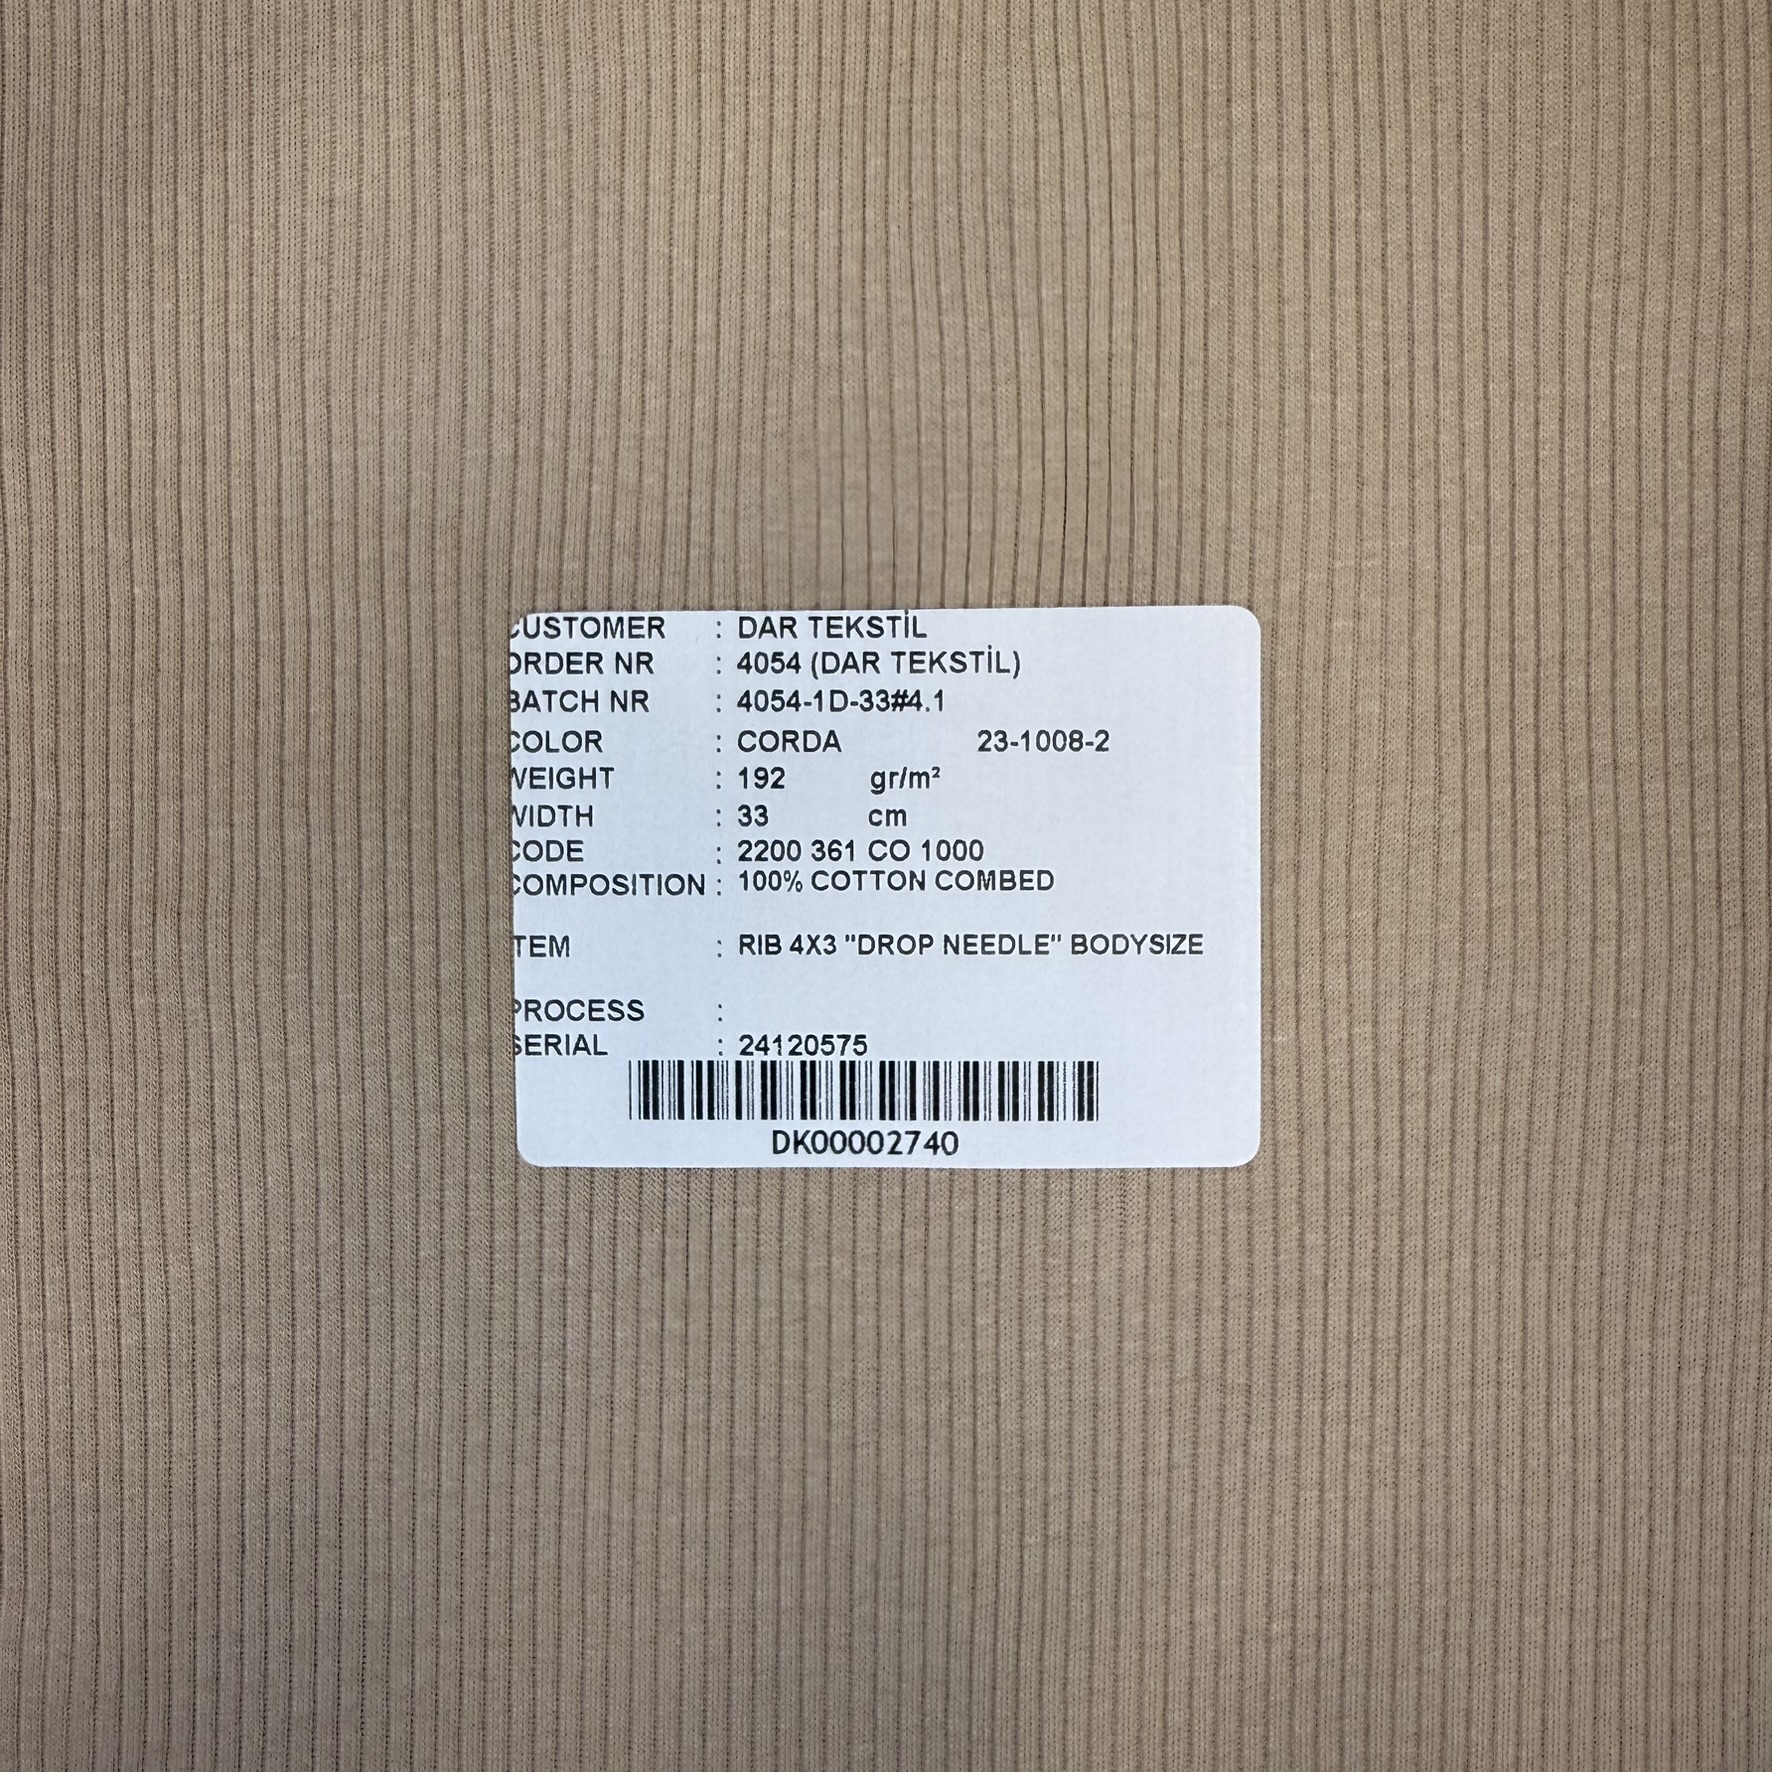 CUSTOMER : DAR TEKSTİL
ORDER NR : 4054 (DAR TEKSTİL)
BATCH NR : 4054-1D-33#4.1
COLOR : CORDA 23-1008-2
WEIGHT : 192 gr/m²
WIDTH : 33 cm
CODE : 2200 361 CO 1000
COMPOSITION : 100% COTTON COMBED
ITEM : RIB 4X3 "DROP NEEDLE" BODYSIZE
PROCESS :
SERIAL : 24120575
DK00002740